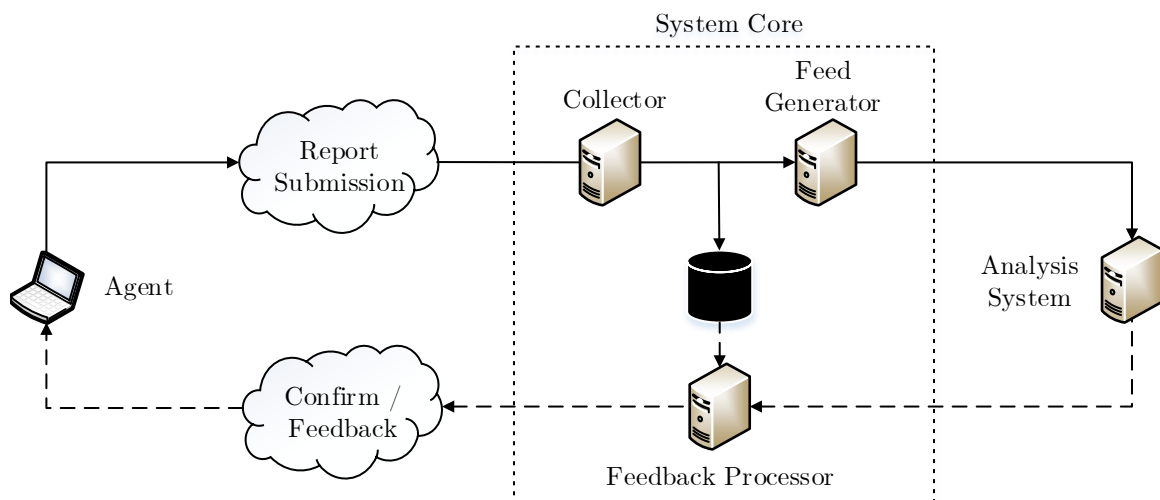 System Core
Feed
Generator
Collector
Report
Submission
Agent
Analysis
System
Confirm /
Feedback
Feedback Processor